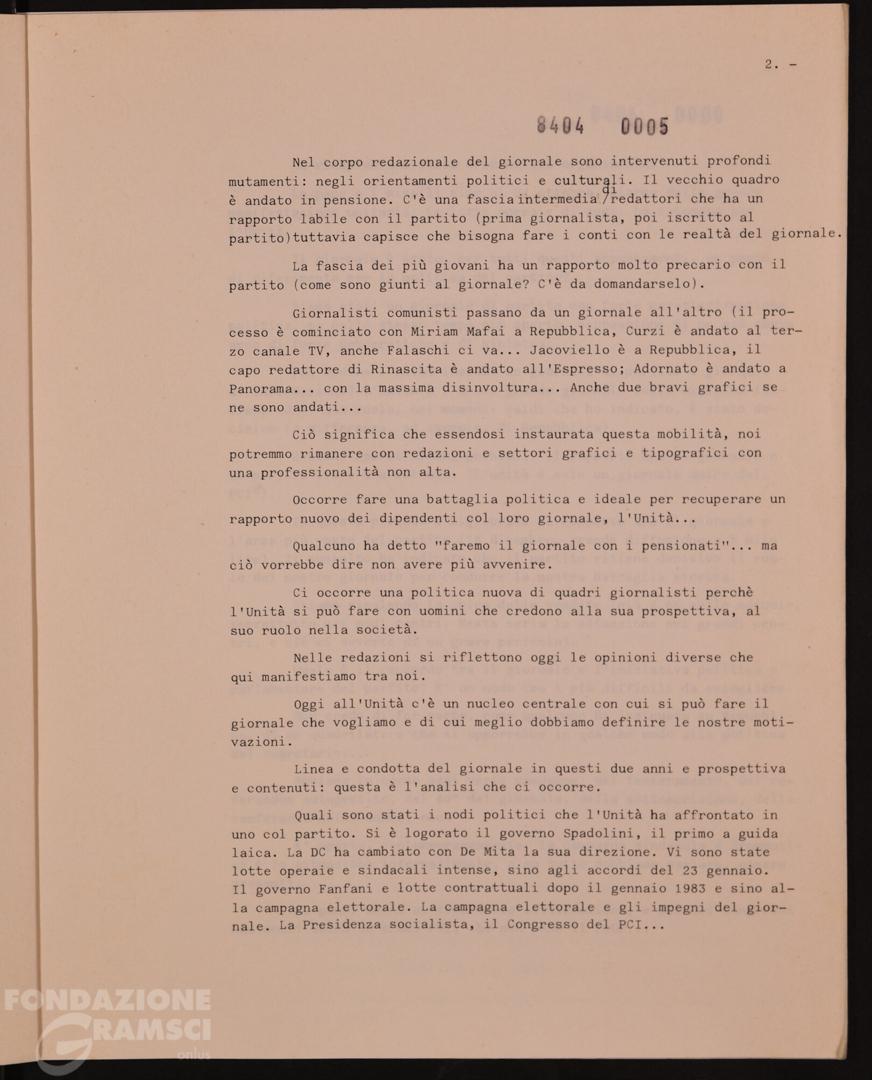 2. -
8404 0005
Nel corpo redazionale del giornale sono intervenuti profondi
mutamenti: negli orientamenti politici e culturali. Il vecchio quadro
è andato in pensione. C'è una fascia intermedia /di redattori che ha un
rapporto labile con il partito (prima giornalista, poi iscritto al
partito)tuttavia capisce che bisogna fare i conti con le realtà del giornale.
La fascia dei più giovani ha un rapporto molto precario con il
partito (come sono giunti al giornale? C'è da domandarselo).
Giornalisti comunisti passano da un giornale all'altro (il pro-
cesso è cominciato con Miriam Mafai a Repubblica, Curzi è andato al ter-
zo canale TV, anche Falaschi ci va... Jacoviello è a Repubblica, il
capo redattore di Rinascita è andato all'Espresso; Adornato è andato a
Panorama... con la massima disinvoltura... Anche due bravi grafici se
ne sono andati...
Ciò significa che essendosi instaurata questa mobilità, noi
potremmo rimanere con redazioni e settori grafici e tipografici con
una professionalità non alta.
Occorre fare una battaglia politica e ideale per recuperare un
rapporto nuovo dei dipendenti col loro giornale, l'Unità...
Qualcuno ha detto "faremo il giornale con i pensionati"... ma
ciò vorrebbe dire non avere più avvenire.
Ci occorre una politica nuova di quadri giornalisti perchè
l'Unità si può fare con uomini che credono alla sua prospettiva, al
suo ruolo nella società.
Nelle redazioni si riflettono oggi le opinioni diverse che
qui manifestiamo tra noi.
Oggi all'Unità c'è un nucleo centrale con cui si può fare il
giornale che vogliamo e di cui meglio dobbiamo definire le nostre moti-
vazioni.
Linea e condotta del giornale in questi due anni e prospettiva
e contenuti: questa è l'analisi che ci occorre.
Quali sono stati i nodi politici che l'Unità ha affrontato in
uno col partito. Si è logorato il governo Spadolini, il primo a guida
laica. La DC ha cambiato con De Mita la sua direzione. Vi sono state
lotte operaie e sindacali intense, sino agli accordi del 23 gennaio.
Il governo Fanfani e lotte contrattuali dopo il gennaio 1983 e sino al-
la campagna elettorale. La campagna elettorale e gli impegni del gior-
nale. La Presidenza socialista, il Congresso del PCI...
FONDAZIONE
GRAMSCI
onlus